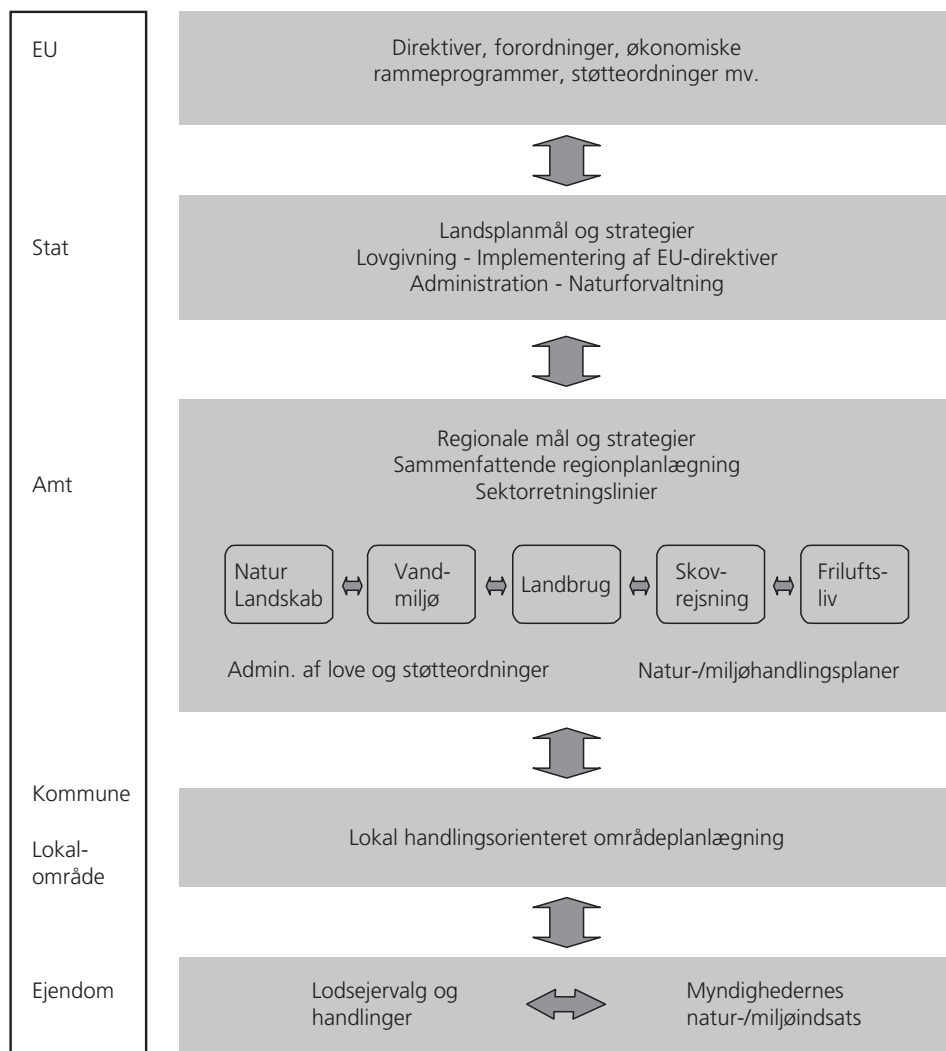 EU
Direktiver, forordninger, økonomiske
rammeprogrammer, støtteordninger mv.
Stat
Landsplanmål og strategier
Lovgivning - Implementering af EU-direktiver
Administration - Naturforvaltning
Amt
Regionale mål og strategier
Sammenfattende regionplanlægning
Sektorretningslinier
Natur
Landskab
Vand-
miljø
Landbrug
Skov-
rejsning
Frilufts-
liv
Admin. af love og støtteordninger
Natur-/miljøhandlingsplaner
Kommune
Lokal-
område
Lokal handlingsorienteret områdeplanlægning
Ejendom
Lodsejervalg og
handlinger
Myndighedernes
natur-/miljøindsats